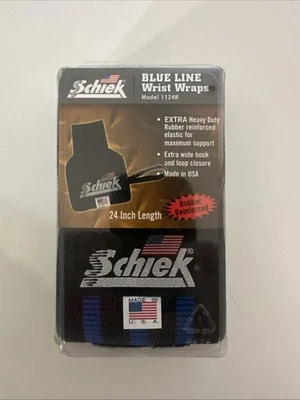 Schiek
BLUE LINE
Wrist Wraps
Model 1124R
• EXTRA Heavy Duty
Rubber reinforced
elastic for
maximum support
• Extra wide hook
and loop closure
• Made in USA
Schiek
24 Inch Length
Rubber
Reinforced
Schiek®
MADE IN
U. S. A.